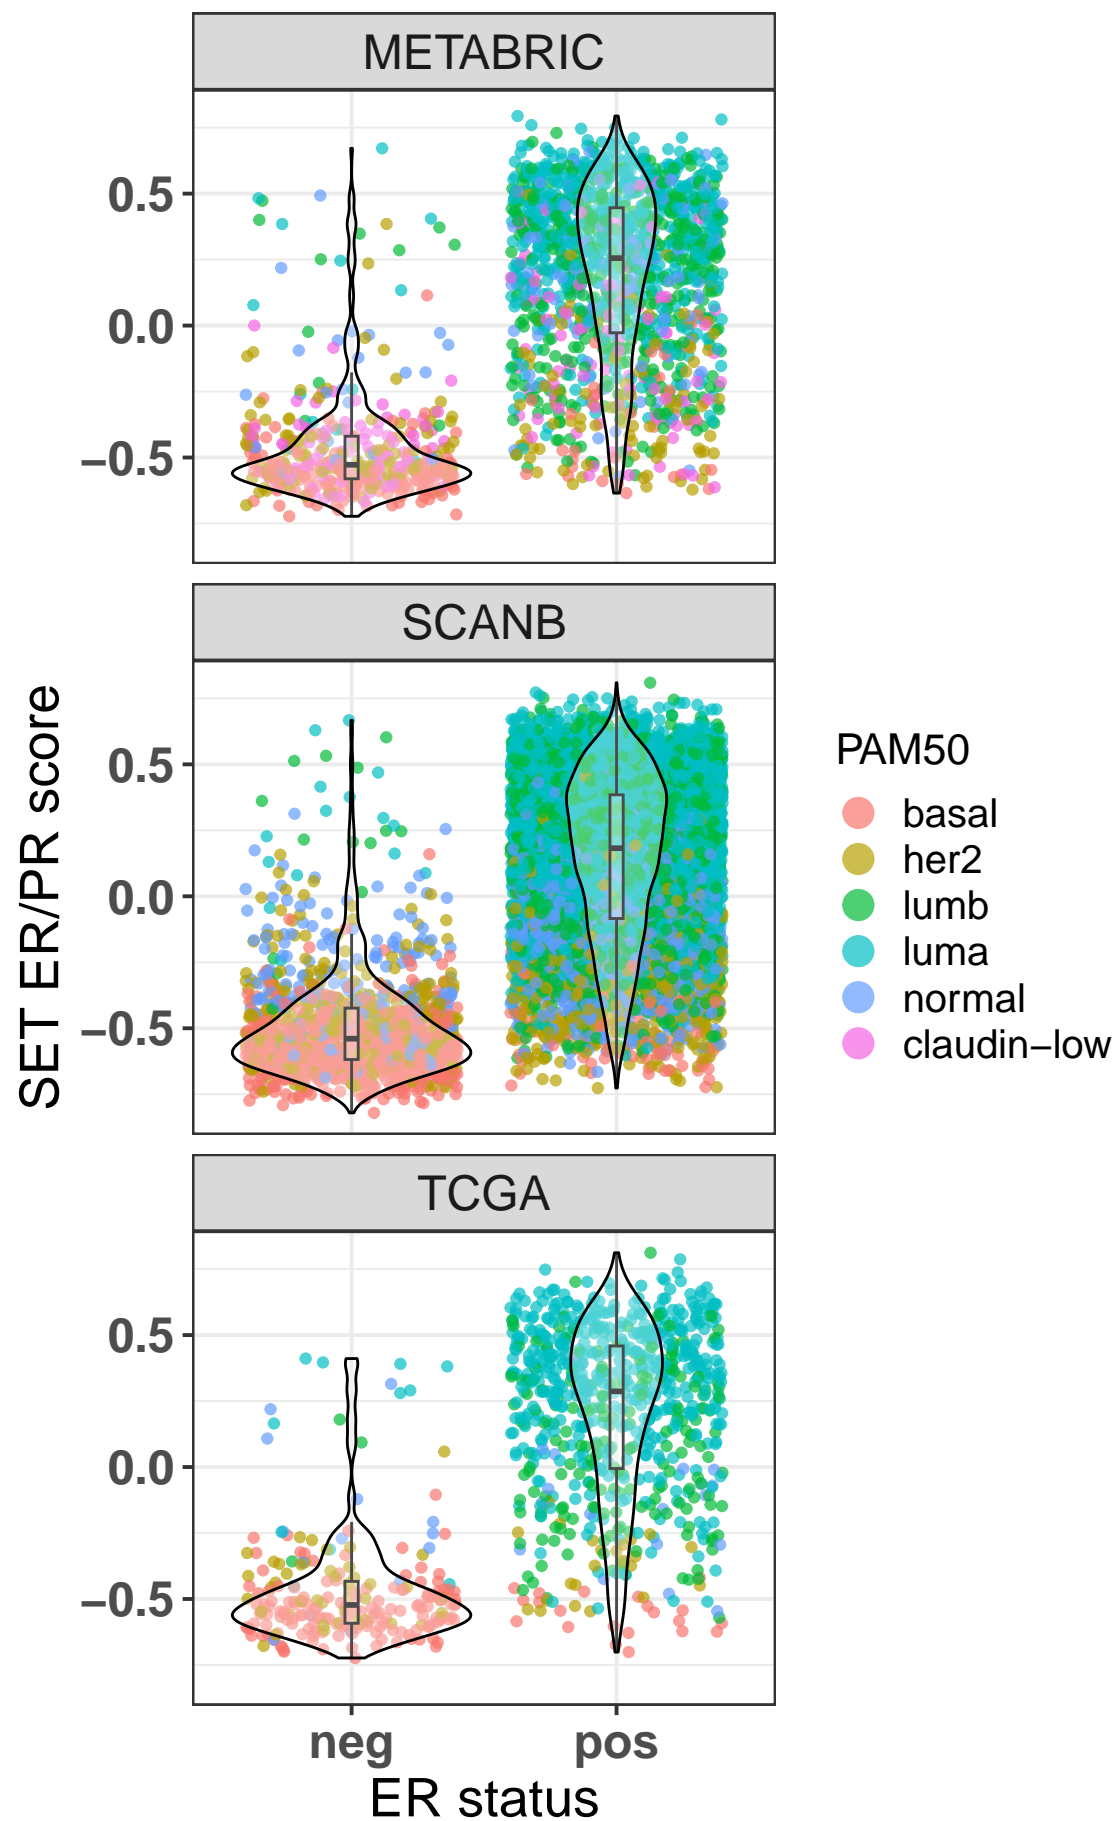 METABRIC
0.5
0.0
−0.5
SCANB
0.5
0.0
−0.5
SET ER/PR score
PAM50
basal
her2
lumb
luma
normal
claudin−low
TCGA
0.5
0.0
−0.5
neg pos
ER status